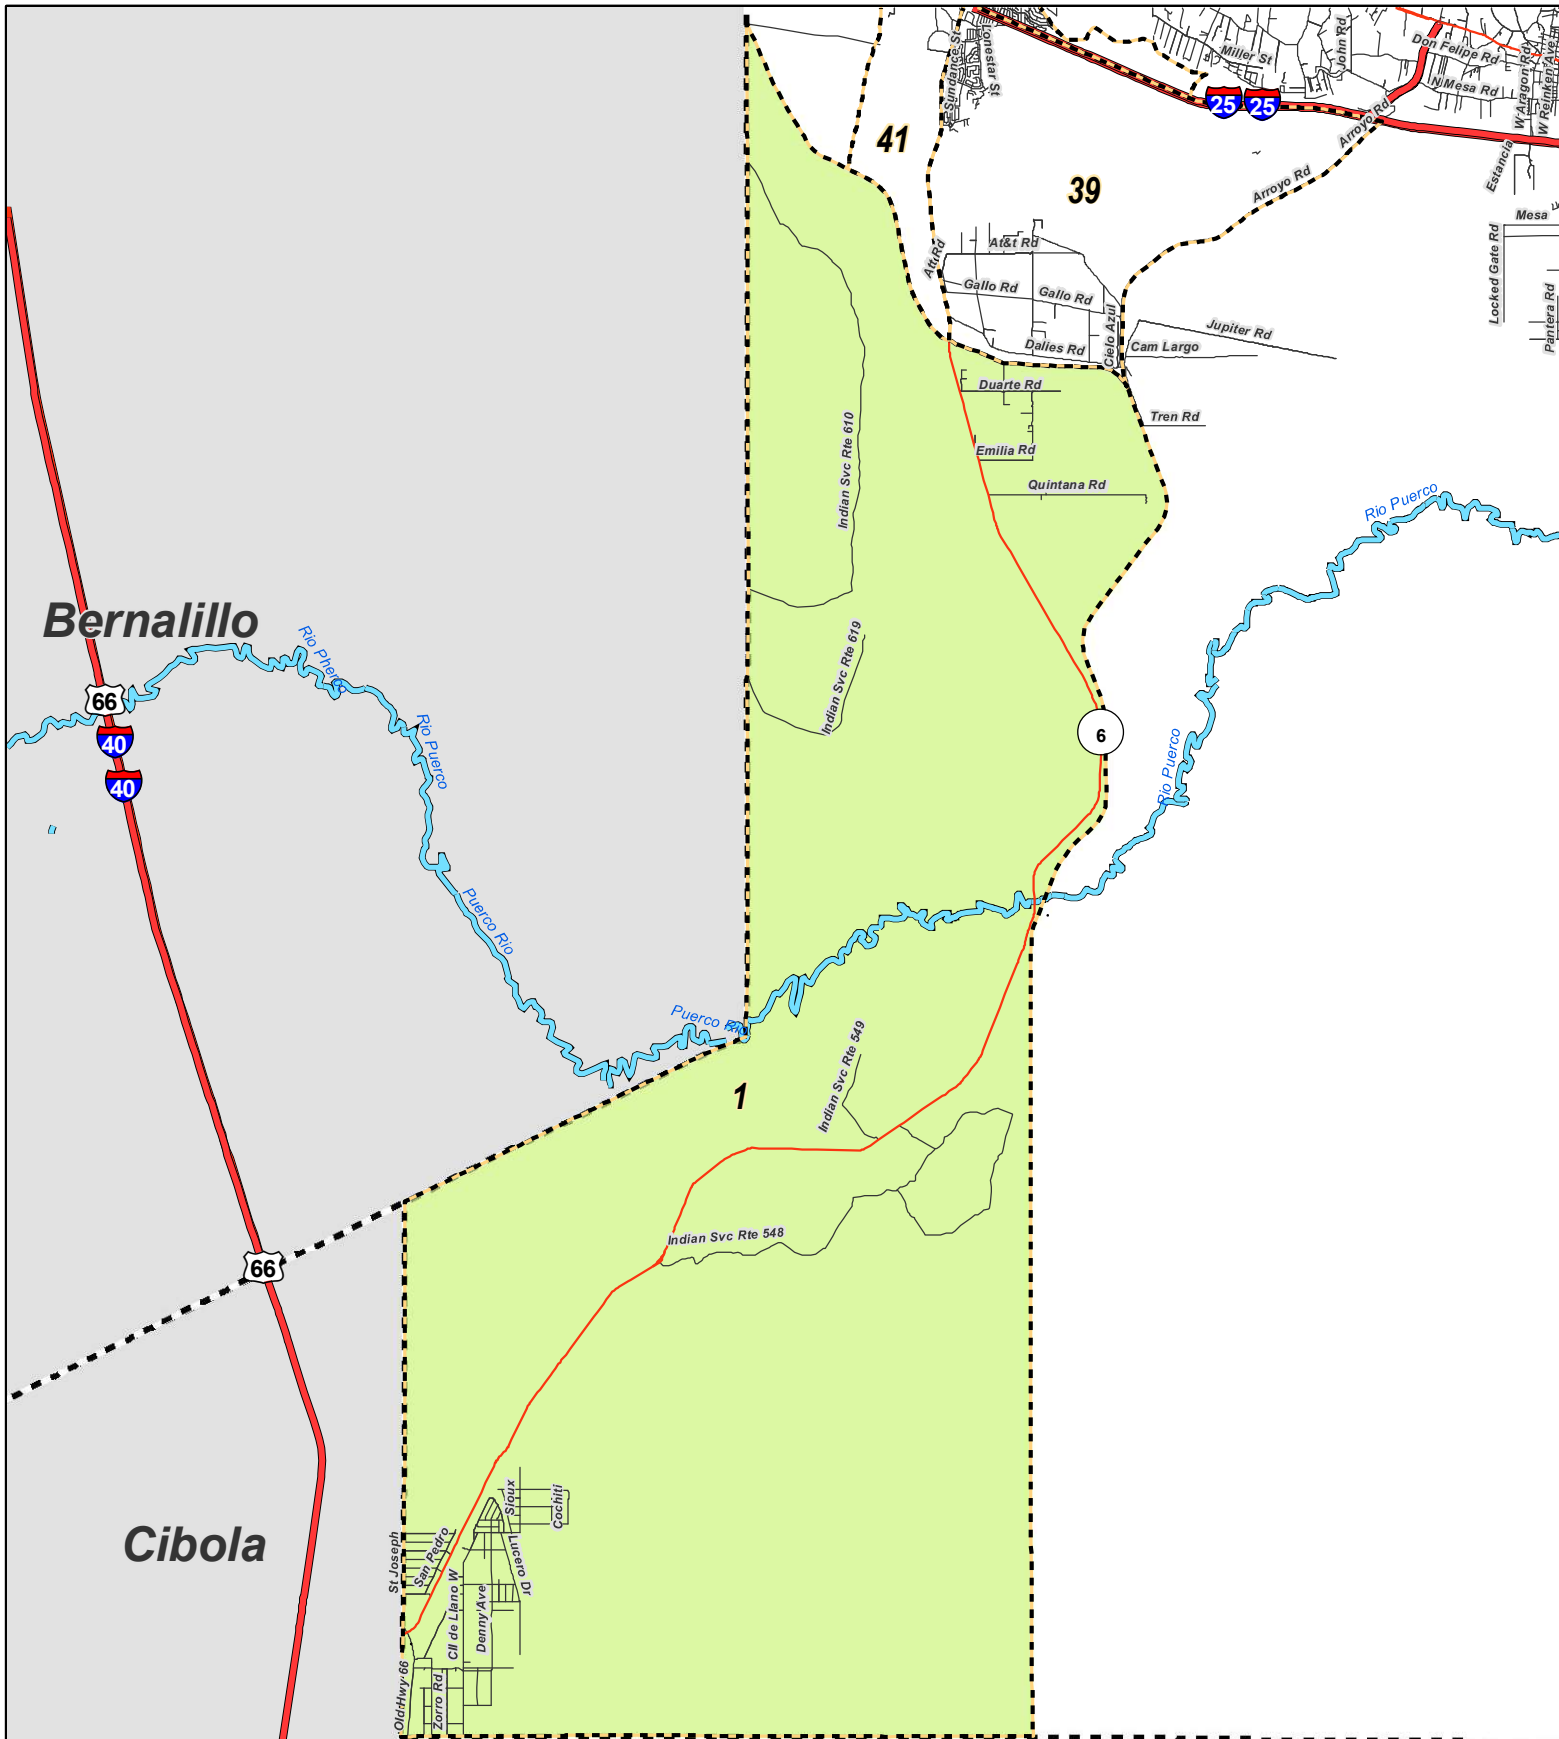 Sundance St
Lonestar St
Miller St
John Rd
Don Felipe Rd
N Mesa Rd
W Aragon Rd
W Reinken Ave
25
25
Arroyo Rd
41
39
Arroyo Rd
Estancia
Mesa
Locked Gate Rd
Pantera Rd
Att Rd
At&t Rd
Gallo Rd
Gallo Rd
Cielo Azul
Jupiter Rd
Dalies Rd
Cam Largo
Duarte Rd
Tren Rd
Emilia Rd
Quintana Rd
Indian Svc Rte 610
Rio Puerco
Bernalillo
Rio Pherco
Indian Svc Rte 619
66
40
40
Rio Puerco
6
Rio Puerco
Puerco Rio
Puerco Rio
Indian Svc Rte 549
1
Indian Svc Rte 548
66
Cibola
Sioux
Cochiti
St Joseph
San Pedro
Lucero Dr
Cll de Llano W
Denny Ave
Old Hwy 66
Zorro Rd